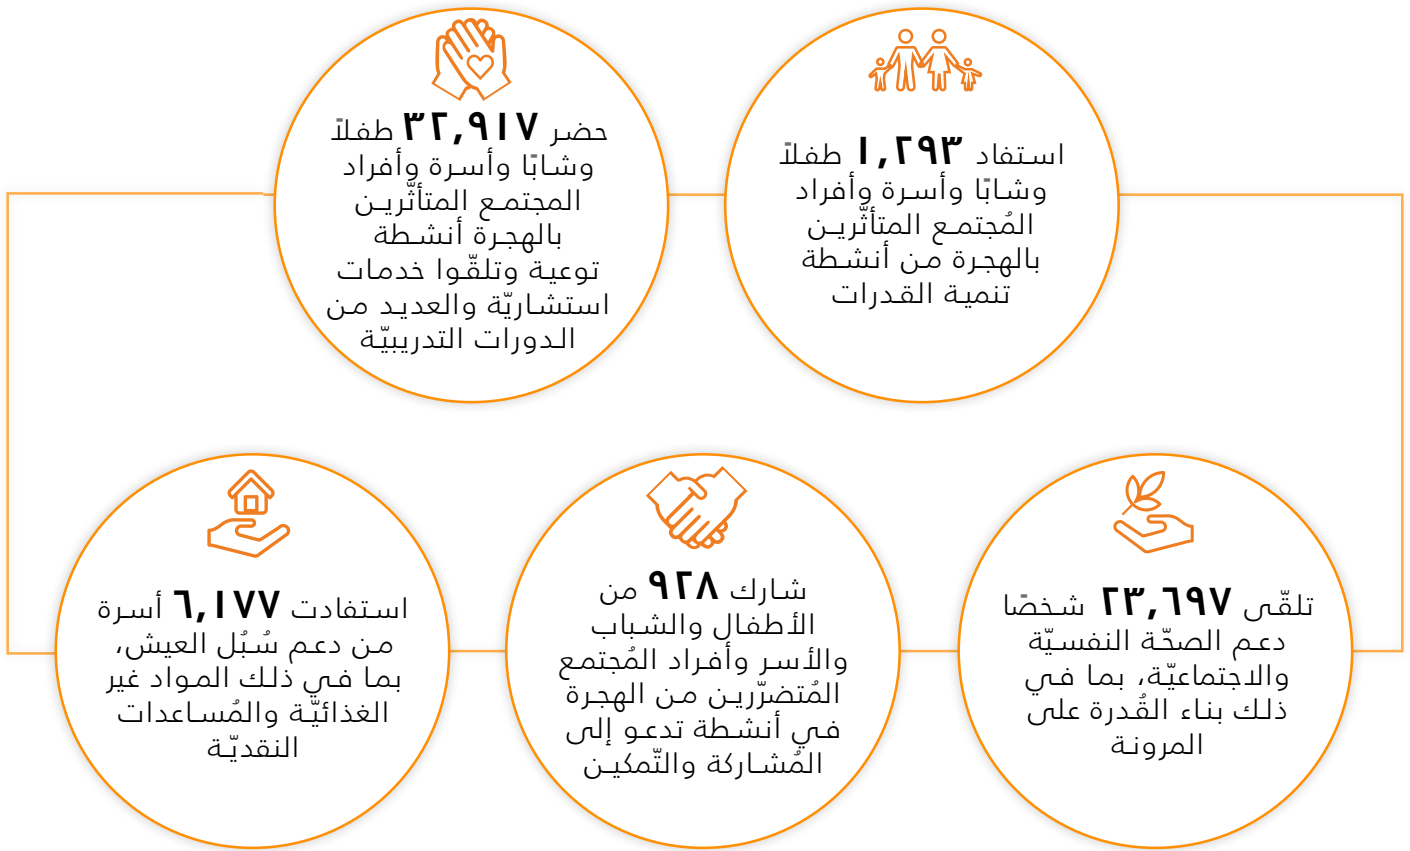 استفاد ١,٢٩٣ طفلاً
وشابًا وأسرة وأفراد
المُجتمع المتأثّرين
بالهجرة من أنشطة
تنمية القدرات
حضر ٣٢,٩١٧ طفلاً
وشابًا وأسرة وأفراد
المجتمع المتأثّرين
بالهجرة أنشطة
توعية وتلقّوا خدمات
استشاريّة والعديد من
الدورات التدريبيّة
تلقّى ٢٣,٦٩٧ شخصًا
دعم الصحّة النفسيّة
والاجتماعيّة، بما في
ذلك بناء القُدرة على
المرونة
شارك ٩٢٨ من
الأطفال والشباب
والأسر وأفراد المُجتمع
المُتضرّرين من الهجرة
في أنشطة تدعو إلى
المُشاركة والتّمكين
استفادت ٦,١٧٧ أسرة
من دعم سُبُل العيش،
بما في ذلك المواد غير
الغذائيّة والمُساعدات
النقديّة